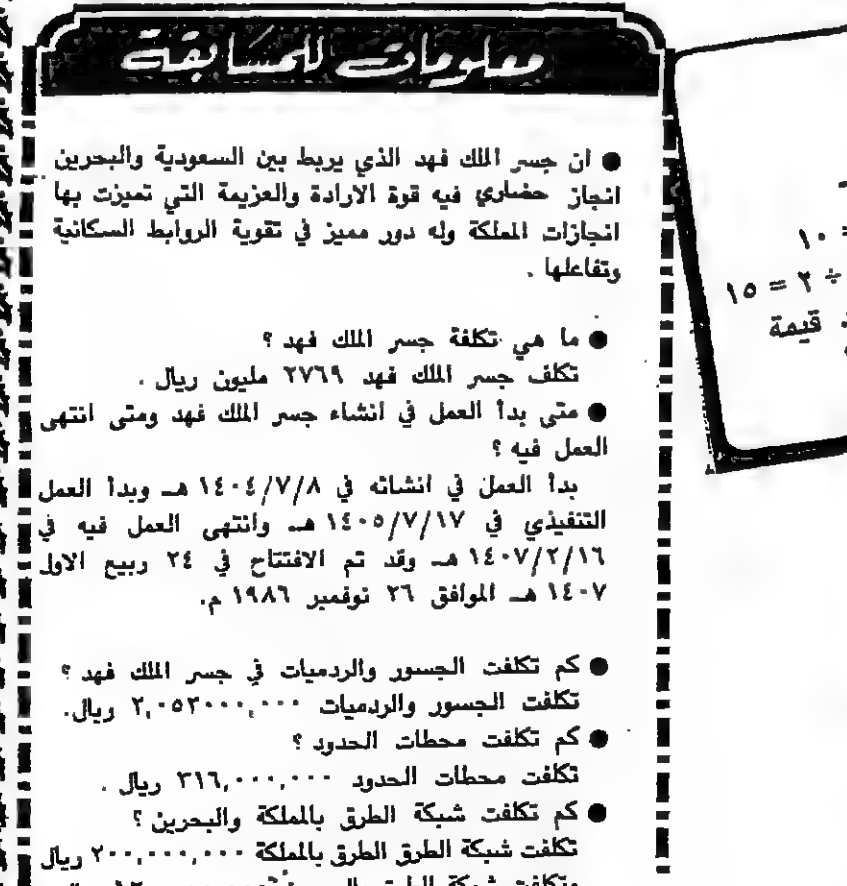 معلومات للمسابقة
● ان جسر الملك فهد الذي يربط بين السعودية والبحرين
انجاز حضاري فيه قوة الارادة والعزيمة التي تميزت بها
انجازات المملكة وله دور مميز في تقوية الروابط السكانية
وتفاعلها .
● ما هي تكلفة جسر الملك فهد ؟
تكلف جسر الملك فهد ٢٧٦٩ مليون ريال .
● متى بدأ العمل في انشاء جسر الملك فهد ومتى انتهى
العمل فيه ؟
بدأ العمل في انشائه في ١٤٠٤/٧/٨ هـ وبدأ العمل
التنفيذي في ١٤٠٥/٧/١٧ هـ وانتهى العمل فيه في
١٤٠٧/٢/١٦ هـ وقد تم الافتتاح في ٢٤ ربيع الاول
١٤٠٧ هـ الموافق ٢٦ نوفمبر ١٩٨٦ م.
● كم تكلفت الجسور والردميات في جسر الملك فهد ؟
تكلفت الجسور والردميات ٢,٠٥٣٠٠٠,٠٠٠ ريال.
● كم تكلفت محطات الحدود ؟
تكلفت محطات الحدود ٣١٦,٠٠٠,٠٠٠ ريال .
● كم تكلفت شبكة الطرق بالمملكة والبحرين ؟
تكلفت شبكة الطرق الطرق بالمملكة ٢٠٠,٠٠٠,٠٠٠ ريال
وتكلفت شبكة الطرق
= ١٠
÷ ٢ = ١٥
قيمة